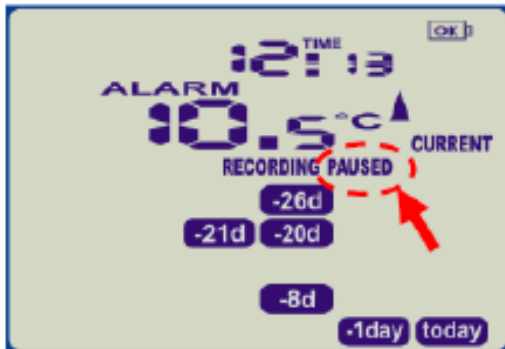 OK
12:13 TIME
ALARM
10.5°C
CURRENT
RECORDING PAUSED
-26d
-21d -20d
-8d
-1day today